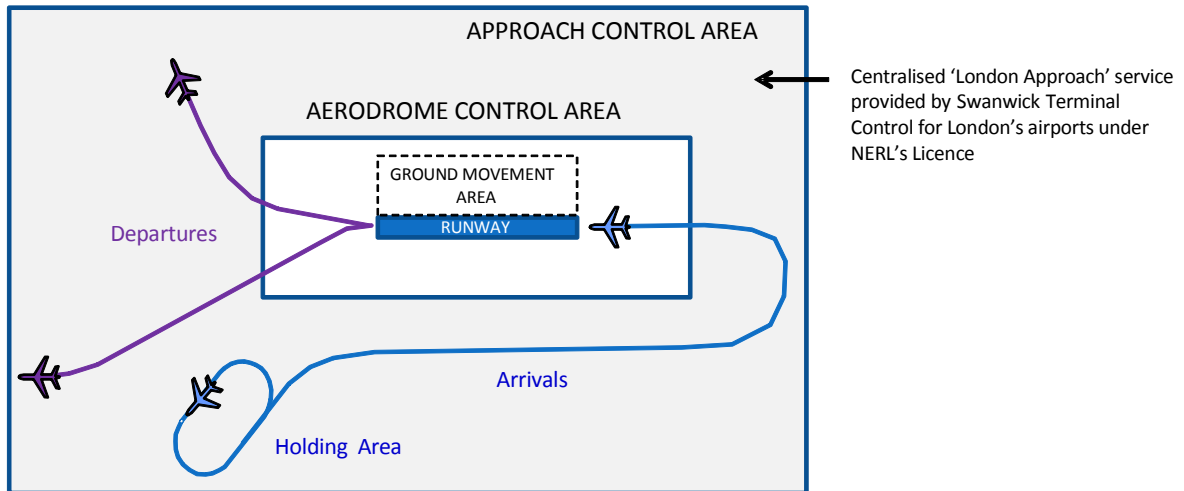 APPROACH CONTROL AREA
Centralised ‘London Approach’ service
provided by Swanwick Terminal
Control for London’s airports under
NERL’s Licence
AERODROME CONTROL AREA
GROUND MOVEMENT
AREA
RUNWAY
Departures
Arrivals
Holding Area